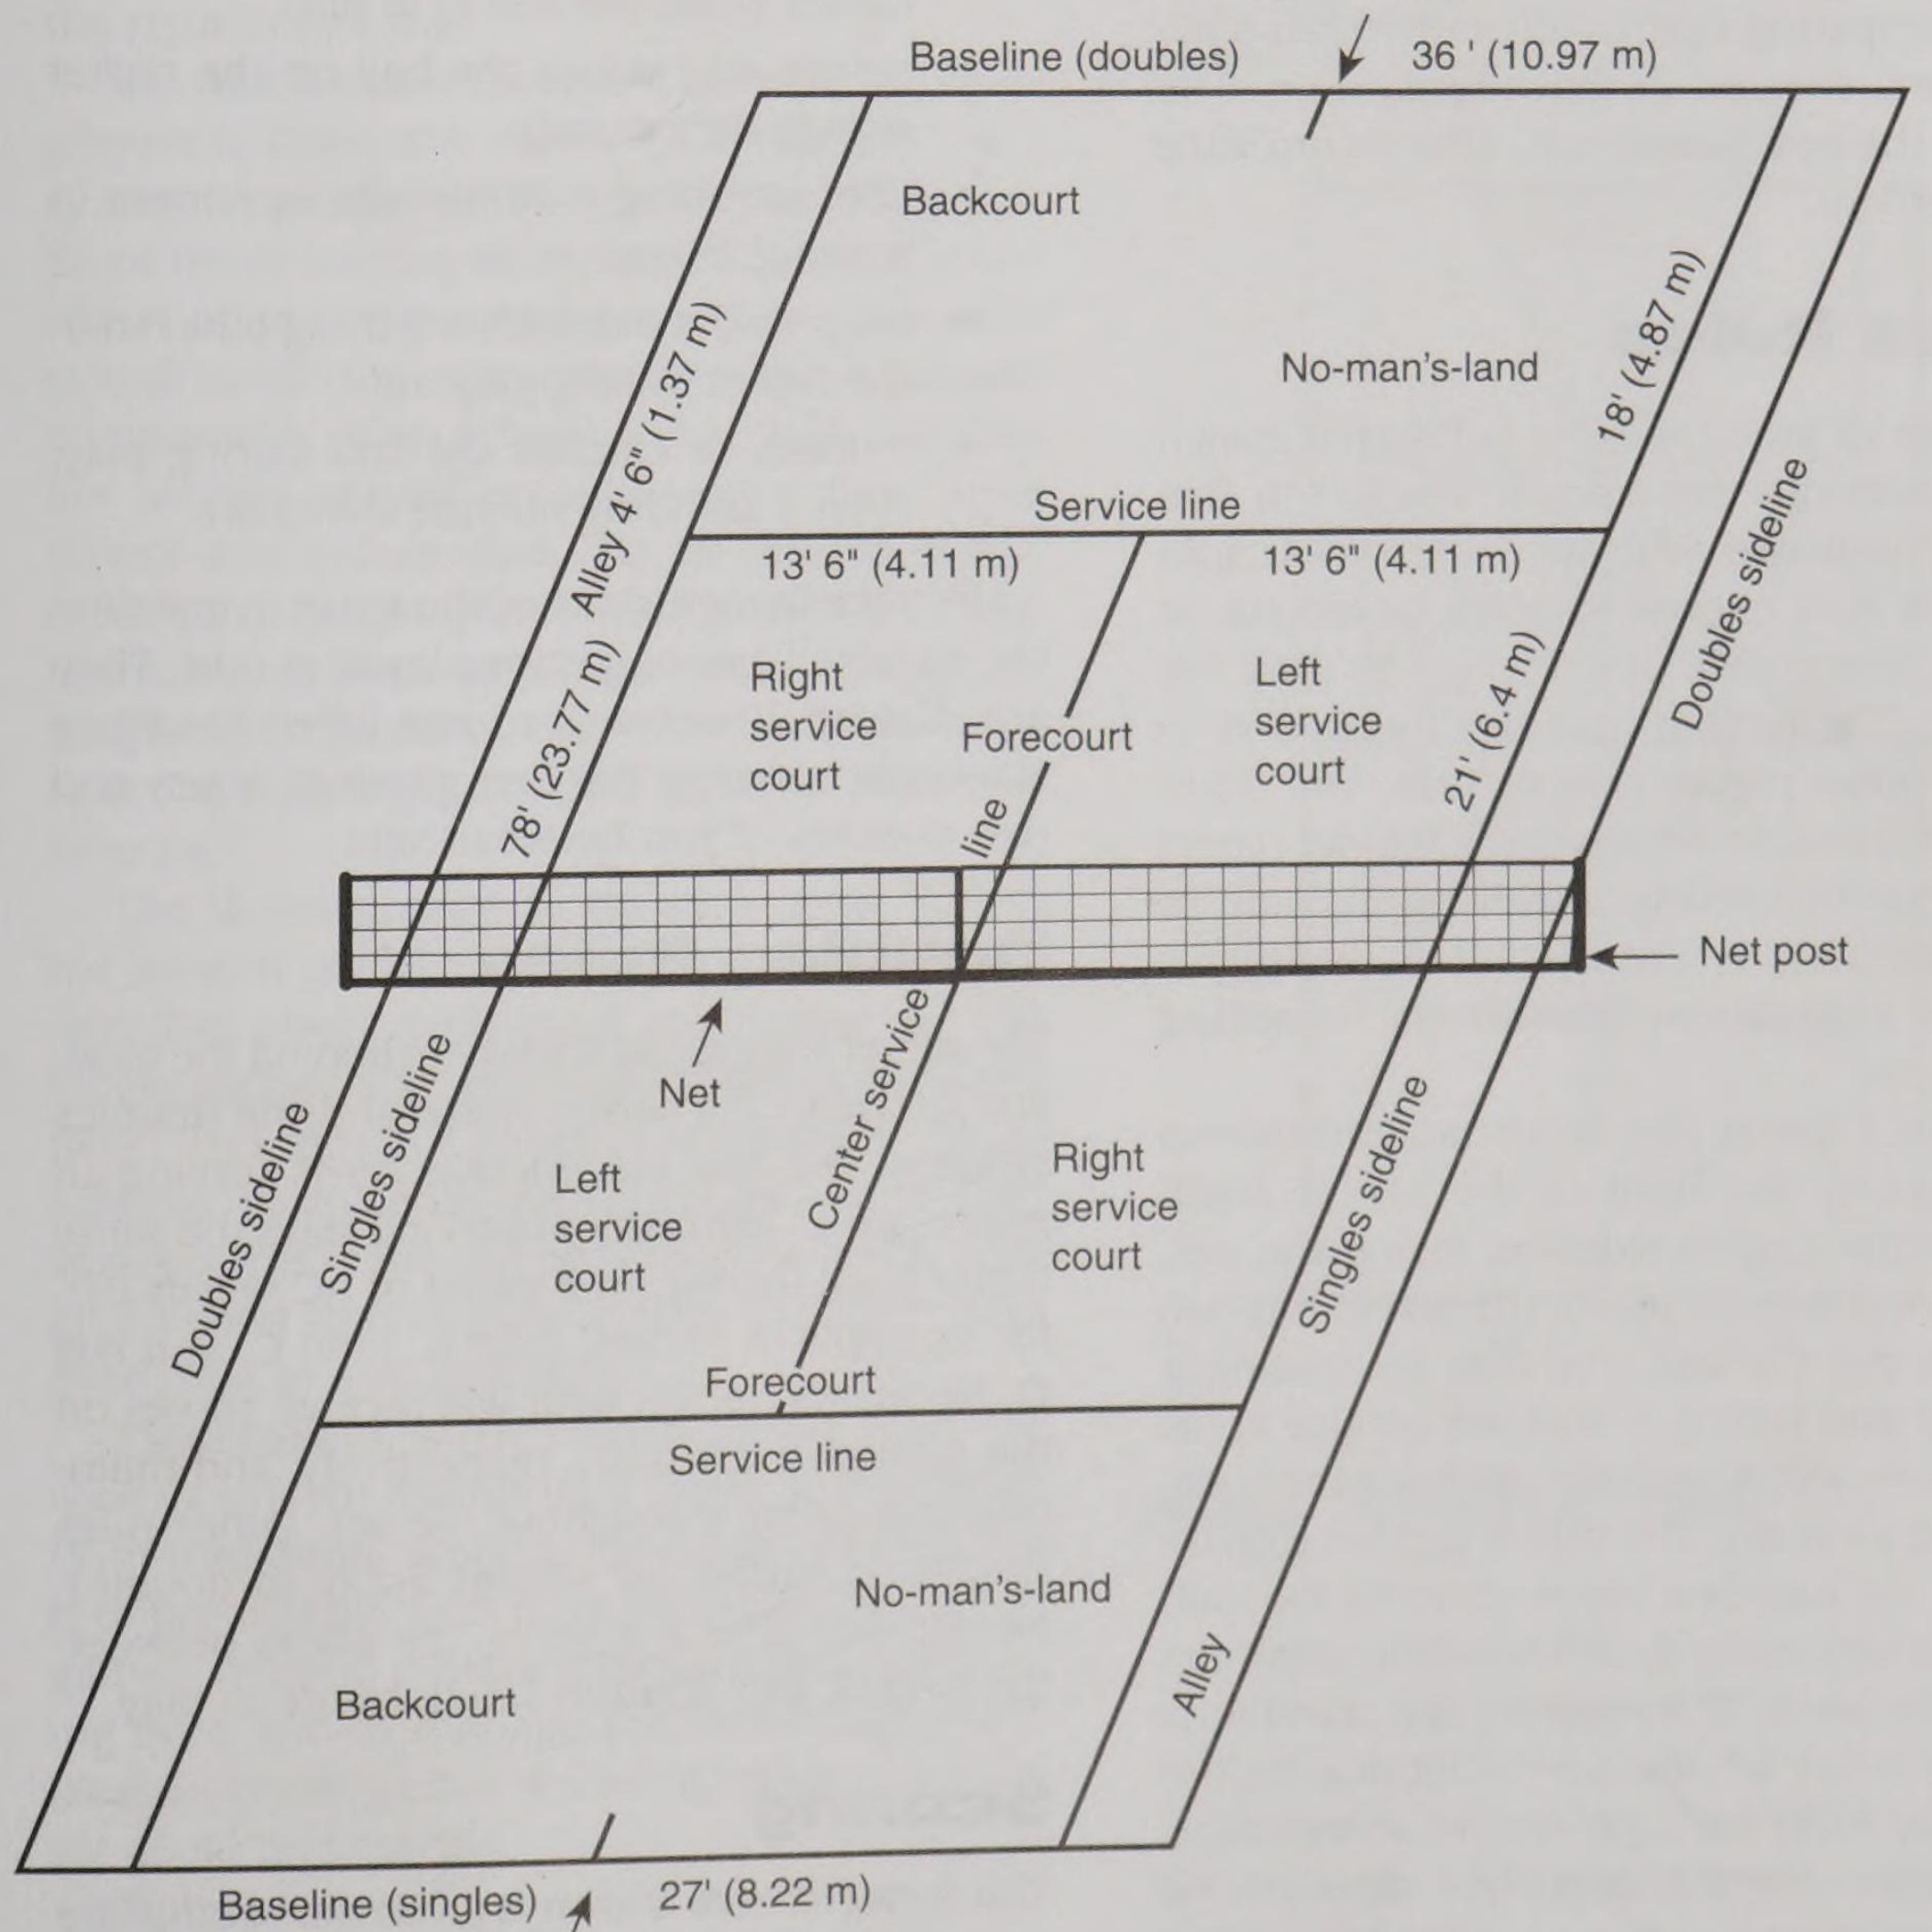 Baseline (doubles)
36 ' (10.97 m)
Backcourt
No-man's-land
18' (4.87 m)
Alley 4' 6" (1.37 m)
Service line
13' 6" (4.11 m)
13' 6" (4.11 m)
Doubles sideline
78' (23.77 m)
Right
service
court
Forecourt
Left
service
court
21' (6.4 m)
line
Net post
Net
Center service
Doubles sideline
Singles sideline
Left
service
court
Right
service
court
Singles sideline
Forecourt
Service line
No-man's-land
Alley
Backcourt
Baseline (singles)
27' (8.22 m)